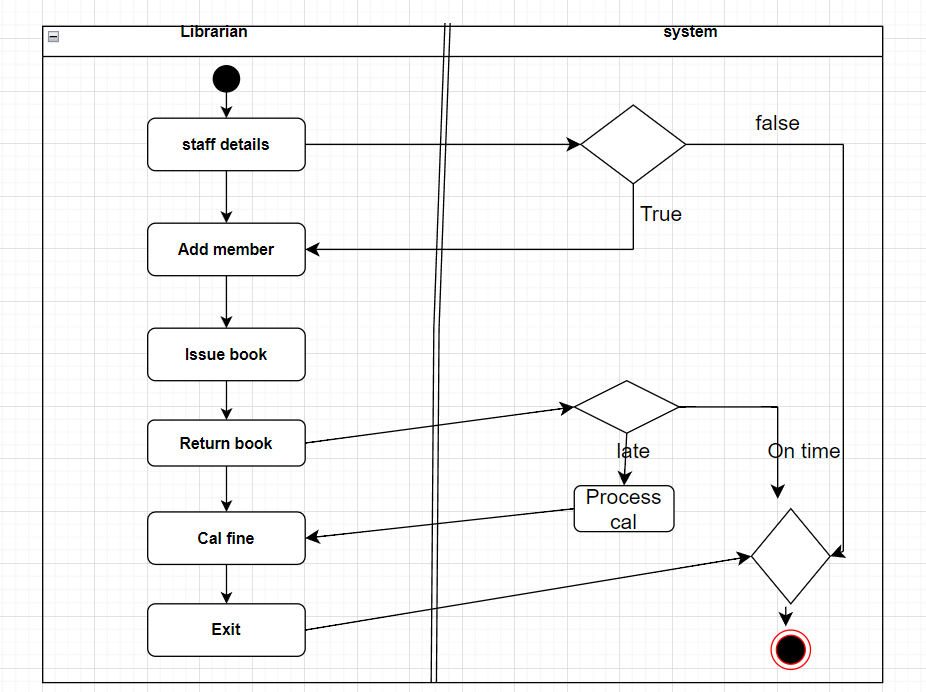 Librarian
system
staff details
false
True
Add member
Issue book
Return book
late
On time
Process
cal
Cal fine
Exit